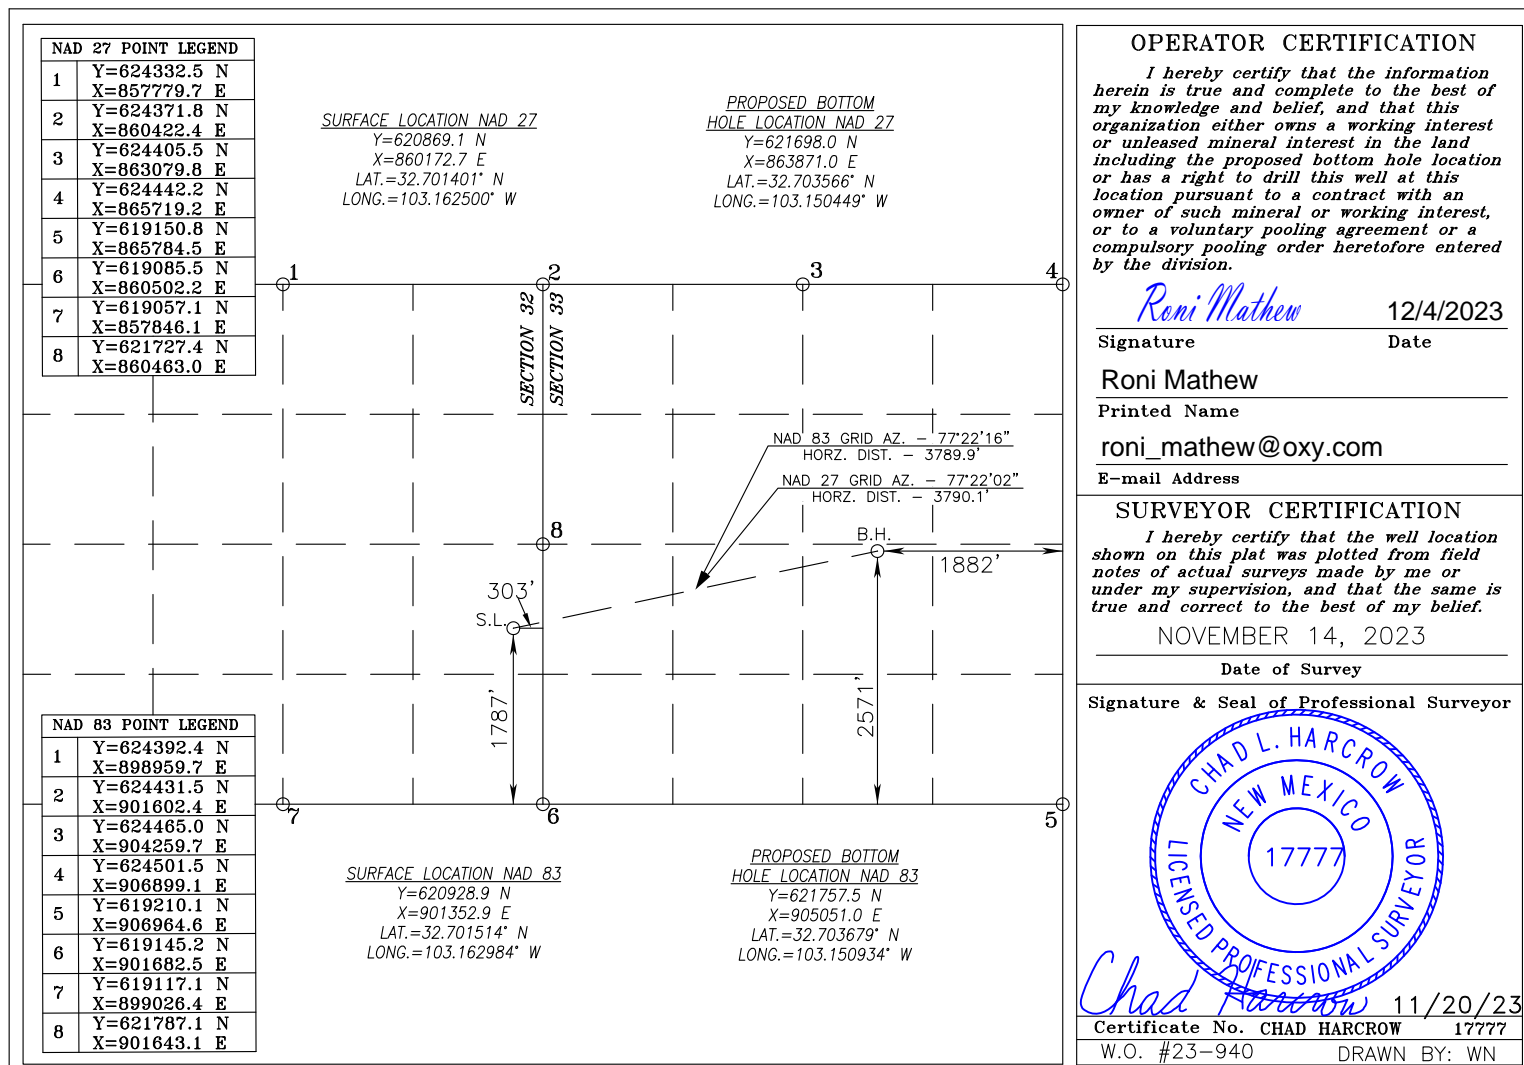 NAD 27 POINT LEGEND
1 Y=624332.5 N
X=857779.7 E
2 Y=624371.8 N
X=860422.4 E
3 Y=624405.5 N
X=863079.8 E
4 Y=624442.2 N
X=865719.2 E
5 Y=619150.8 N
X=865784.5 E
6 Y=619085.5 N
X=860502.2 E
7 Y=619057.1 N
X=857846.1 E
8 Y=621727.4 N
X=860463.0 E
SURFACE LOCATION NAD 27
Y=620869.1 N
X=860172.7 E
LAT.=32.701401° N
LONG.=103.162500° W
PROPOSED BOTTOM
HOLE LOCATION NAD 27
Y=621698.0 N
X=863871.0 E
LAT.=32.703566° N
LONG.=103.150449° W
1
2
3
4
SECTION 32
SECTION 33
NAD 83 GRID AZ. – 77°22'16"
HORZ. DIST. – 3789.9'
NAD 27 GRID AZ. – 77°22'02"
HORZ. DIST. – 3790.1'
8
B.H.
1882'
303'
S.L.
1787'
2571'
7
6
5
NAD 83 POINT LEGEND
1 Y=624392.4 N
X=898959.7 E
2 Y=624431.5 N
X=901602.4 E
3 Y=624465.0 N
X=904259.7 E
4 Y=624501.5 N
X=906899.1 E
5 Y=619210.1 N
X=906964.6 E
6 Y=619145.2 N
X=901682.5 E
7 Y=619117.1 N
X=899026.4 E
8 Y=621787.1 N
X=901643.1 E
SURFACE LOCATION NAD 83
Y=620928.9 N
X=901352.9 E
LAT.=32.701514° N
LONG.=103.162984° W
PROPOSED BOTTOM
HOLE LOCATION NAD 83
Y=621757.5 N
X=905051.0 E
LAT.=32.703679° N
LONG.=103.150934° W
OPERATOR CERTIFICATION
I hereby certify that the information
herein is true and complete to the best of
my knowledge and belief, and that this
organization either owns a working interest
or unleased mineral interest in the land
including the proposed bottom hole location
or has a right to drill this well at this
location pursuant to a contract with an
owner of such mineral or working interest,
or to a voluntary pooling agreement or a
compulsory pooling order heretofore entered
by the division.
Roni Mathew 12/4/2023
Signature Date
Roni Mathew
Printed Name
roni_mathew@oxy.com
E-mail Address
SURVEYOR CERTIFICATION
I hereby certify that the well location
shown on this plat was plotted from field
notes of actual surveys made by me or
under my supervision, and that the same is
true and correct to the best of my belief.
NOVEMBER 14, 2023
Date of Survey
Signature & Seal of Professional Surveyor
CHAD L. HARCROW
NEW MEXICO
17777
LICENSED PROFESSIONAL SURVEYOR
Chad Harcrow 11/20/23
Certificate No. CHAD HARCROW 17777
W.O. #23-940 DRAWN BY: WN